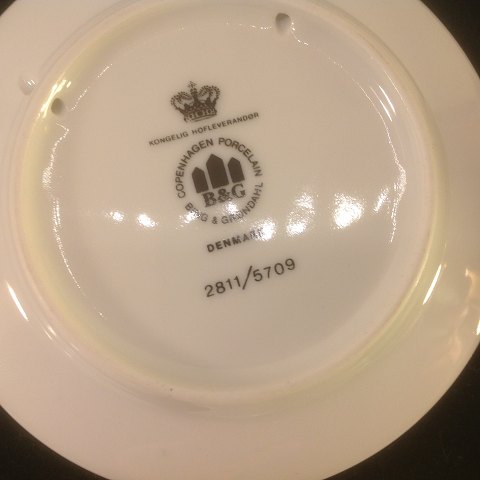 KONGELIG HOFLEVERANDØR
COPENHAGEN PORCELAIN
B&G
BING & GRØNDAHL
DENMARK
2811/5709